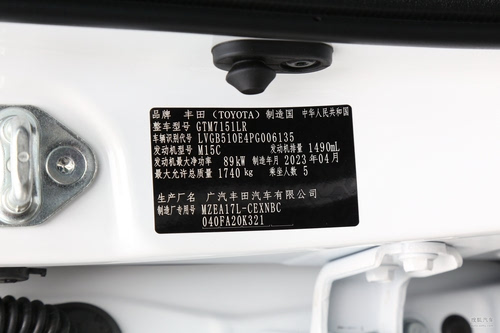 品牌 丰田(TOYOTA) 制造国 中华人民共和国
整车型号 GTM7151LR
车辆识别代号 LVGB510E4PG006135
发动机型号 M15C 发动机排量 1490mL
发动机最大净功率 89kW 制造年月 2023年04月
最大允许总质量 1740kg 乘坐人数 5
生产厂名 广汽丰田汽车有限公司
制造厂专用号 MZEA17L-CEXNBC
040FA20K321